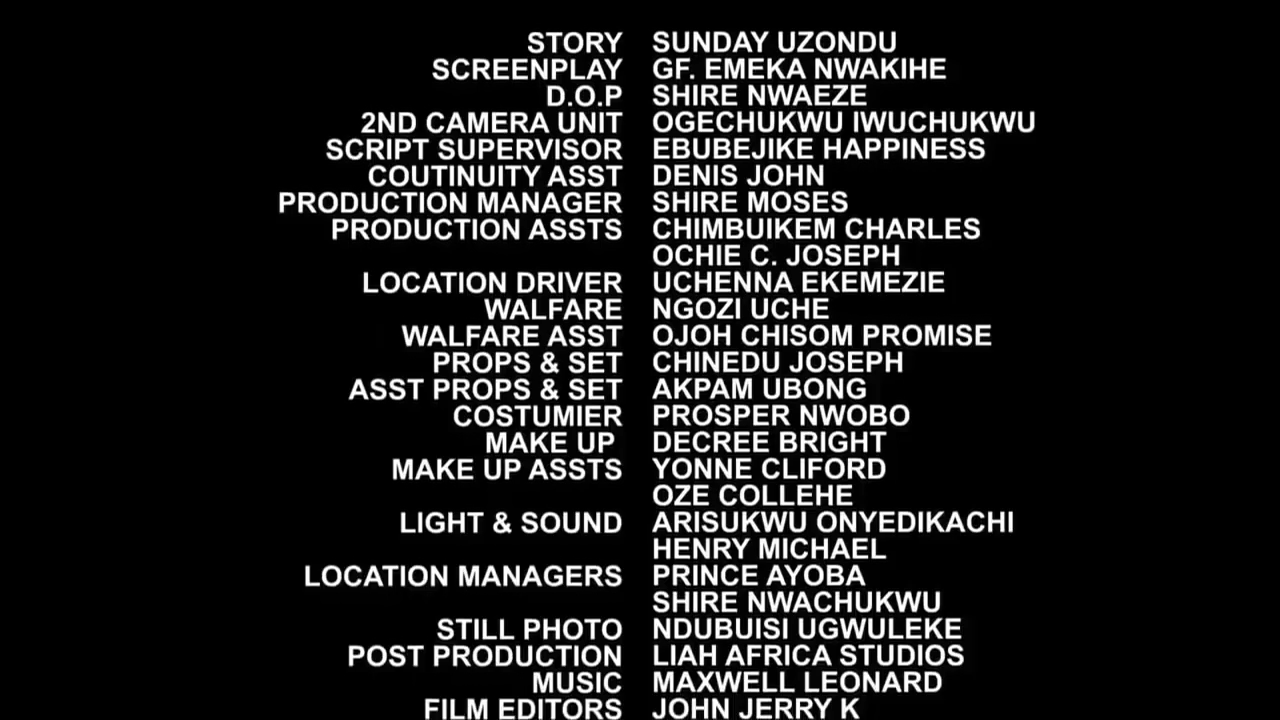 STORY SUNDAY UZONDU
SCREENPLAY GF. EMEKA NWAKIHE
D.O.P SHIRE NWAEZE
2ND CAMERA UNIT OGECHUKWU IWUCHUKWU
SCRIPT SUPERVISOR EBUBEJIKE HAPPINESS
COUTINUITY ASST DENIS JOHN
PRODUCTION MANAGER SHIRE MOSES
PRODUCTION ASSTS CHIMBUIKEM CHARLES
OCHIE C. JOSEPH
LOCATION DRIVER UCHENNA EKEMEZIE
WALFARE NGOZI UCHE
WALFARE ASST OJOH CHISOM PROMISE
PROPS & SET CHINEDU JOSEPH
ASST PROPS & SET AKPAM UBONG
COSTUMIER PROSPER NWOBO
MAKE UP DECREE BRIGHT
MAKE UP ASSTS YONNE CLIFORD
OZE COLLEHE
LIGHT & SOUND ARISUKWU ONYEDIKACHI
HENRY MICHAEL
LOCATION MANAGERS PRINCE AYOBA
SHIRE NWACHUKWU
STILL PHOTO NDUBUISI UGWULEKE
POST PRODUCTION LIAH AFRICA STUDIOS
MUSIC MAXWELL LEONARD
FILM EDITORS JOHN JERRY K